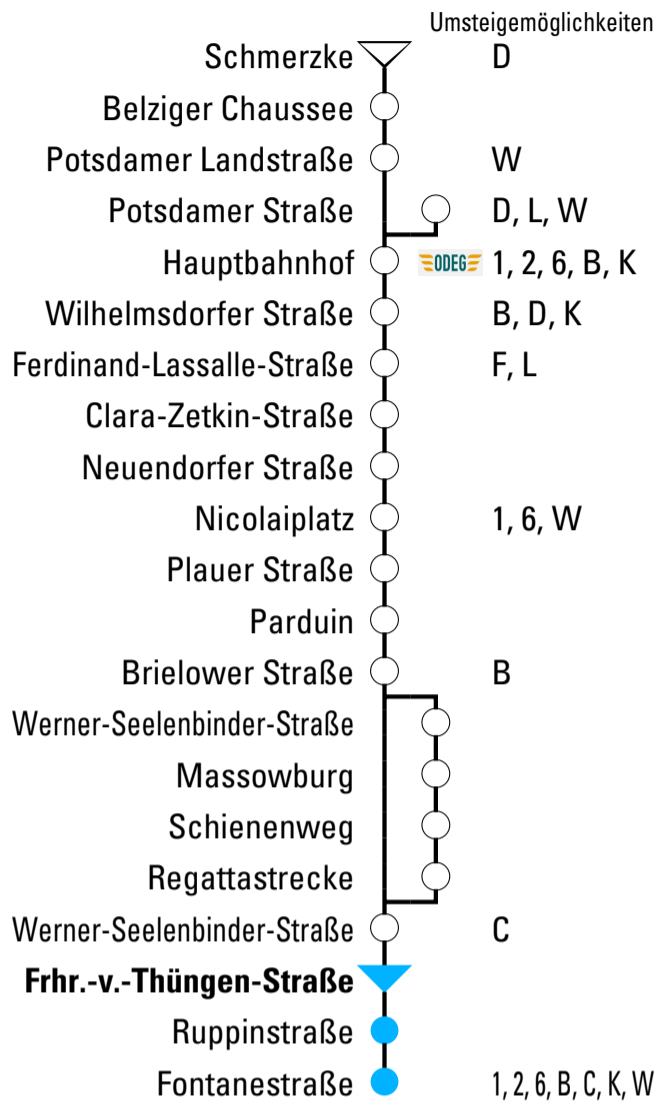 Umsteigemöglichkeiten
Schmerzke D
Belziger Chaussee
Potsdamer Landstraße W
Potsdamer Straße D, L, W
Hauptbahnhof ODEG 1, 2, 6, B, K
Wilhelmsdorfer Straße B, D, K
Ferdinand-Lassalle-Straße F, L
Clara-Zetkin-Straße
Neuendorfer Straße
Nicolaiplatz 1, 6, W
Plauer Straße
Parduin
Brielower Straße B
Werner-Seelenbinder-Straße
Massowburg
Schienenweg
Regattastrecke
Werner-Seelenbinder-Straße C
Frhr.-v.-Thüngen-Straße
Ruppinstraße
Fontanestraße 1, 2, 6, B, C, K, W